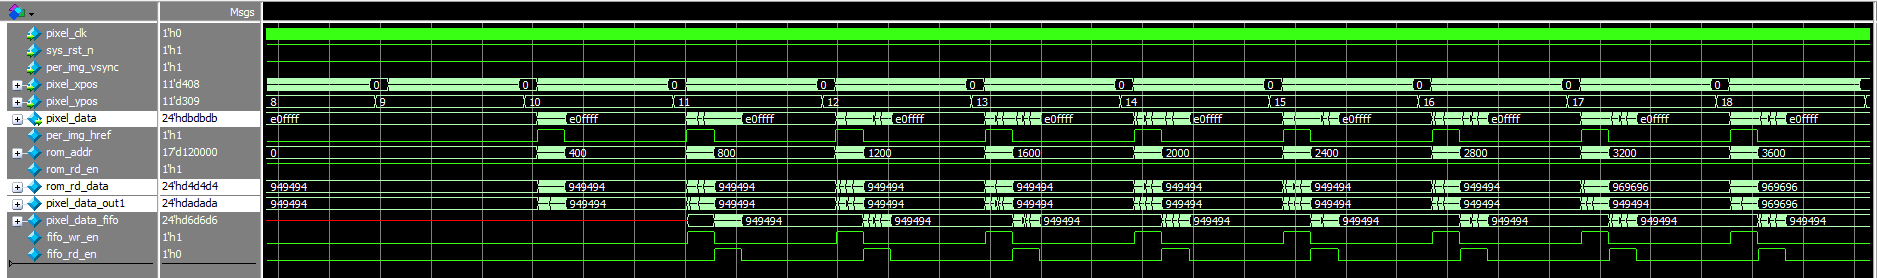 Msgs
pixel_clk 1'h0
sys_rst_n 1'h1
per_img_vsync 1'h1
pixel_xpos 11'd408 0 0 0 0 0 0 0 0 0 0
pixel_ypos 11'd309 8 9 10 11 12 13 14 15 16 17 18
pixel_data 24'hdbdbdb e0ffff e0ffff e0ffff e0ffff e0ffff e0ffff e0ffff e0ffff e0ffff e0ffff
per_img_href 1'h1
rom_addr 17'd120000 0 400 800 1200 1600 2000 2400 2800 3200 3600
rom_rd_en 1'h1
rom_rd_data 24'hd4d4d4 949494 949494 949494 949494 949494 949494 949494 949494 969696 969696
pixel_data_out1 24'hdadada 949494 949494 949494 949494 949494 949494 949494 949494 949494 969696
pixel_data_fifo 24'hd6d6d6 949494 949494 949494 949494 949494 949494 949494 949494
fifo_wr_en 1'h1
fifo_rd_en 1'h0